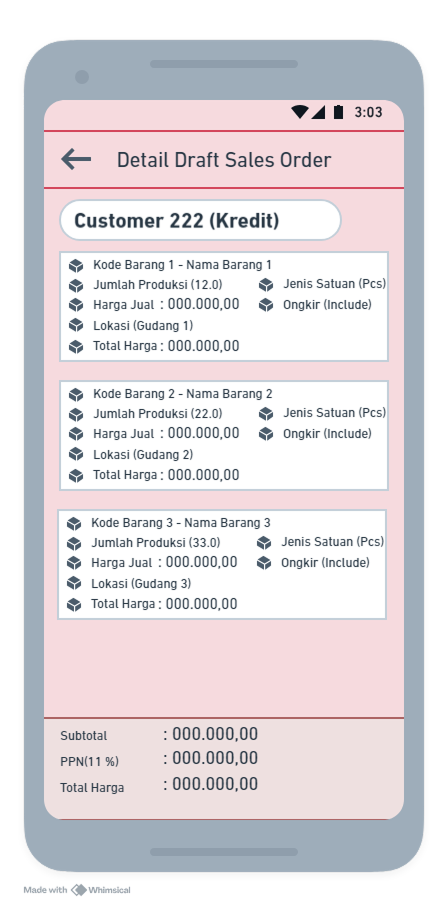 3:03
Detail Draft Sales Order
Customer 222 (Kredit)
Kode Barang 1 - Nama Barang 1
Jumlah Produksi (12.0) Jenis Satuan (Pcs)
Harga Jual : 000.000,00 Ongkir (Include)
Lokasi (Gudang 1)
Total Harga : 000.000,00
Kode Barang 2 - Nama Barang 2
Jumlah Produksi (22.0) Jenis Satuan (Pcs)
Harga Jual : 000.000,00 Ongkir (Include)
Lokasi (Gudang 2)
Total Harga : 000.000,00
Kode Barang 3 - Nama Barang 3
Jumlah Produksi (33.0) Jenis Satuan (Pcs)
Harga Jual : 000.000,00 Ongkir (Include)
Lokasi (Gudang 3)
Total Harga : 000.000,00
Subtotal : 000.000,00
PPN(11 %) : 000.000,00
Total Harga : 000.000,00
Made with Whimsical